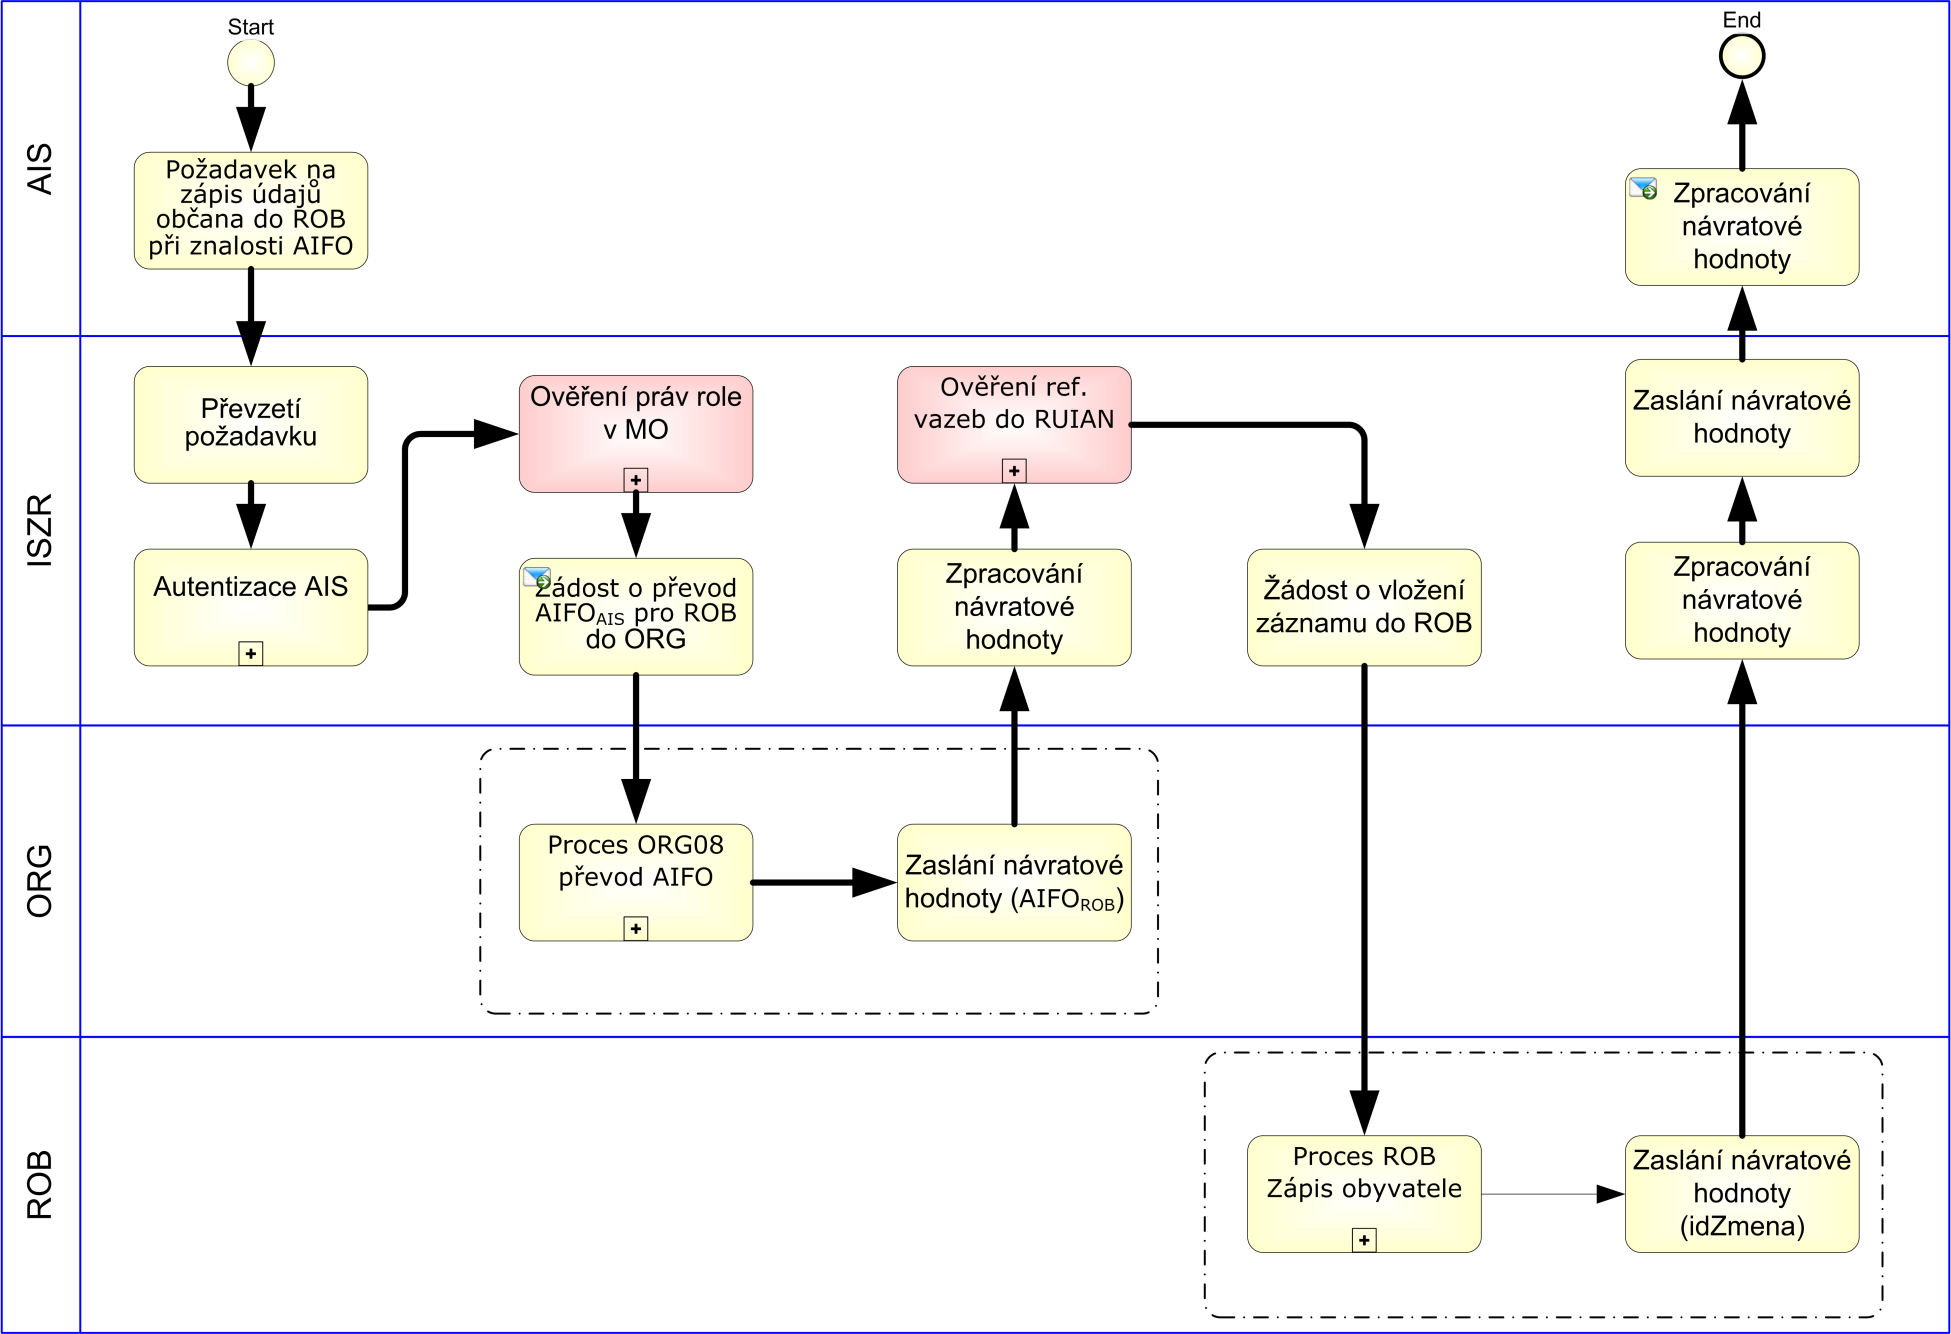 Start
End
AIS
Požadavek na
zápis údajů
občana do ROB
při znalosti AIFO
Zpracování
návratové
hodnoty
ISZR
Převzetí
požadavku
Autentizace AIS
Ověření práv role
v MO
Žádost o převod
AIFOAIS pro ROB
do ORG
Ověření ref.
vazeb do RUIAN
Zpracování
návratové
hodnoty
Žádost o vložení
záznamu do ROB
Zaslání návratové
hodnoty
Zpracování
návratové
hodnoty
ORG
Proces ORG08
převod AIFO
Zaslání návratové
hodnoty (AIFOROB)
ROB
Proces ROB
Zápis obyvatele
Zaslání návratové
hodnoty
(idZmena)